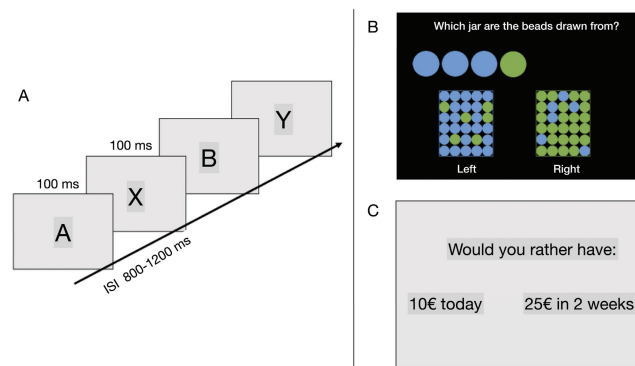 A
100 ms
A
100 ms
X
B
Y
ISI 800-1200 ms
B
Which jar are the beads drawn from?
Left
Right
C
Would you rather have:
10€ today
25€ in 2 weeks